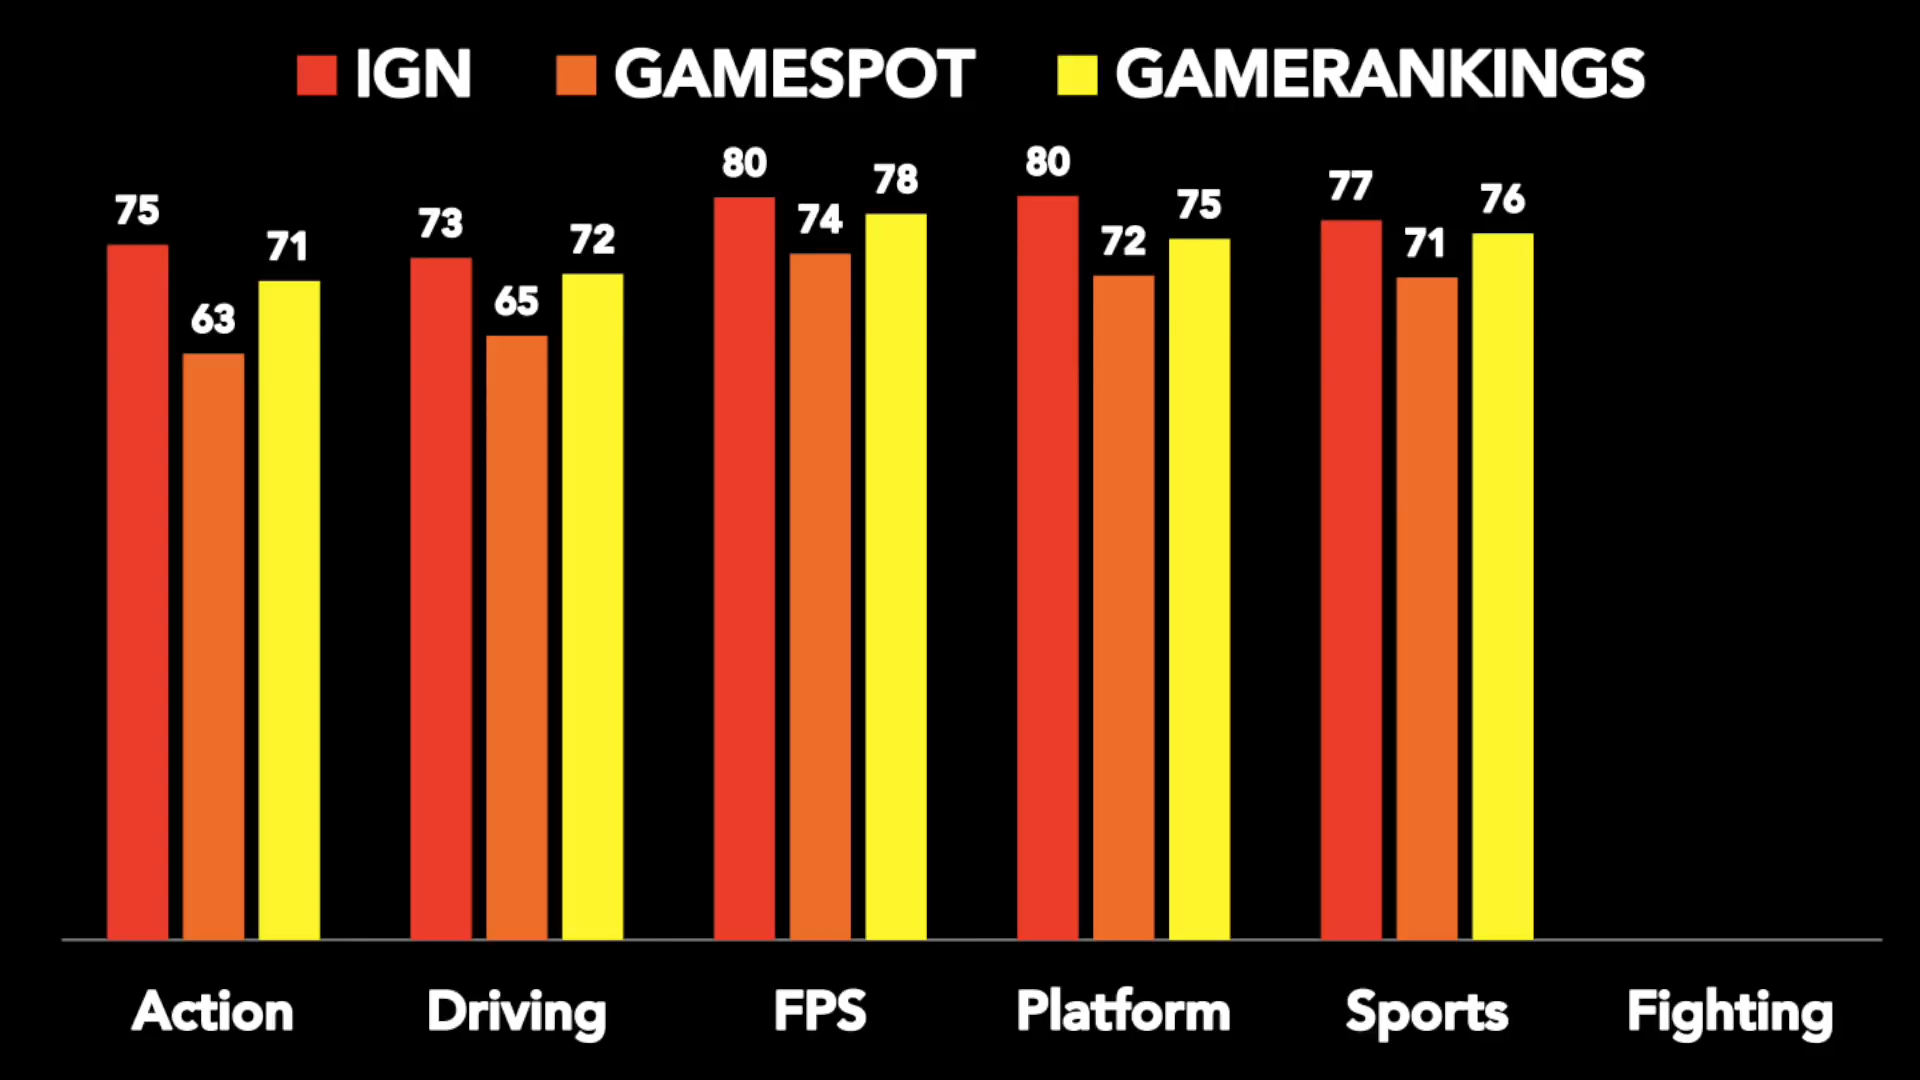 IGN GAMESPOT GAMERANKINGS
75 63 71
73 65 72
80 74 78
80 72 75
77 71 76
Action Driving FPS Platform Sports Fighting